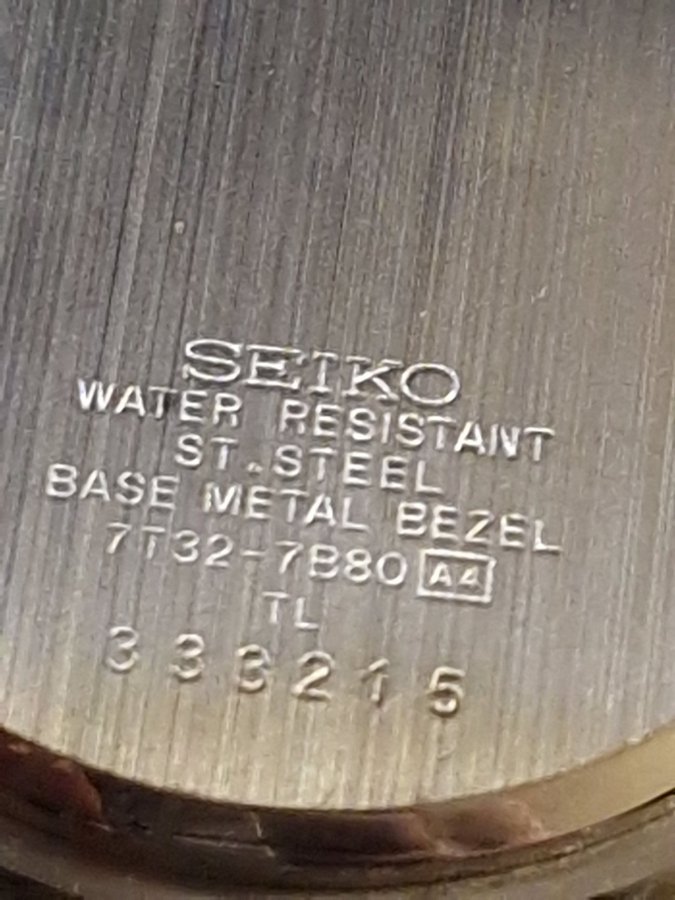 SEIKO
WATER RESISTANT
ST.STEEL
BASE METAL BEZEL
7T32-7B80 A4
TL
333215